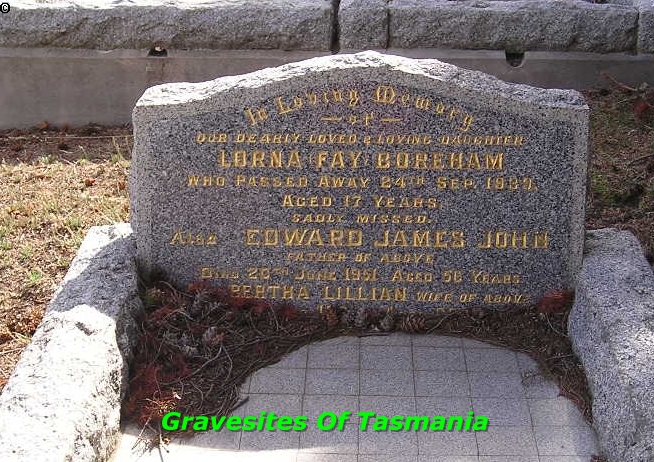 ©
In Loving Memory
— OF —
OUR DEARLY LOVED & LOVING DAUGHTER
LORNA (FAY) BOREHAM
WHO PASSED AWAY 24TH SEP. 1939.
AGED 17 YEARS
SADLY MISSED.
ALSO EDWARD JAMES JOHN
FATHER OF ABOVE
DIED 20TH JUNE 1951 AGED 56 YEARS
BERTHA LILLIAN WIFE OF ABOVE
Gravesites Of Tasmania